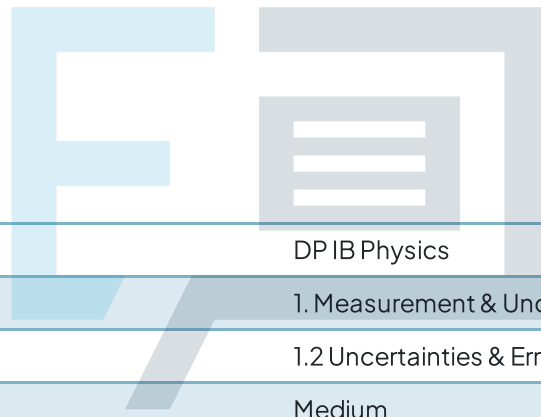 DP IB Physics
1. Measurement & Unc
1.2 Uncertainties & Err
Medium